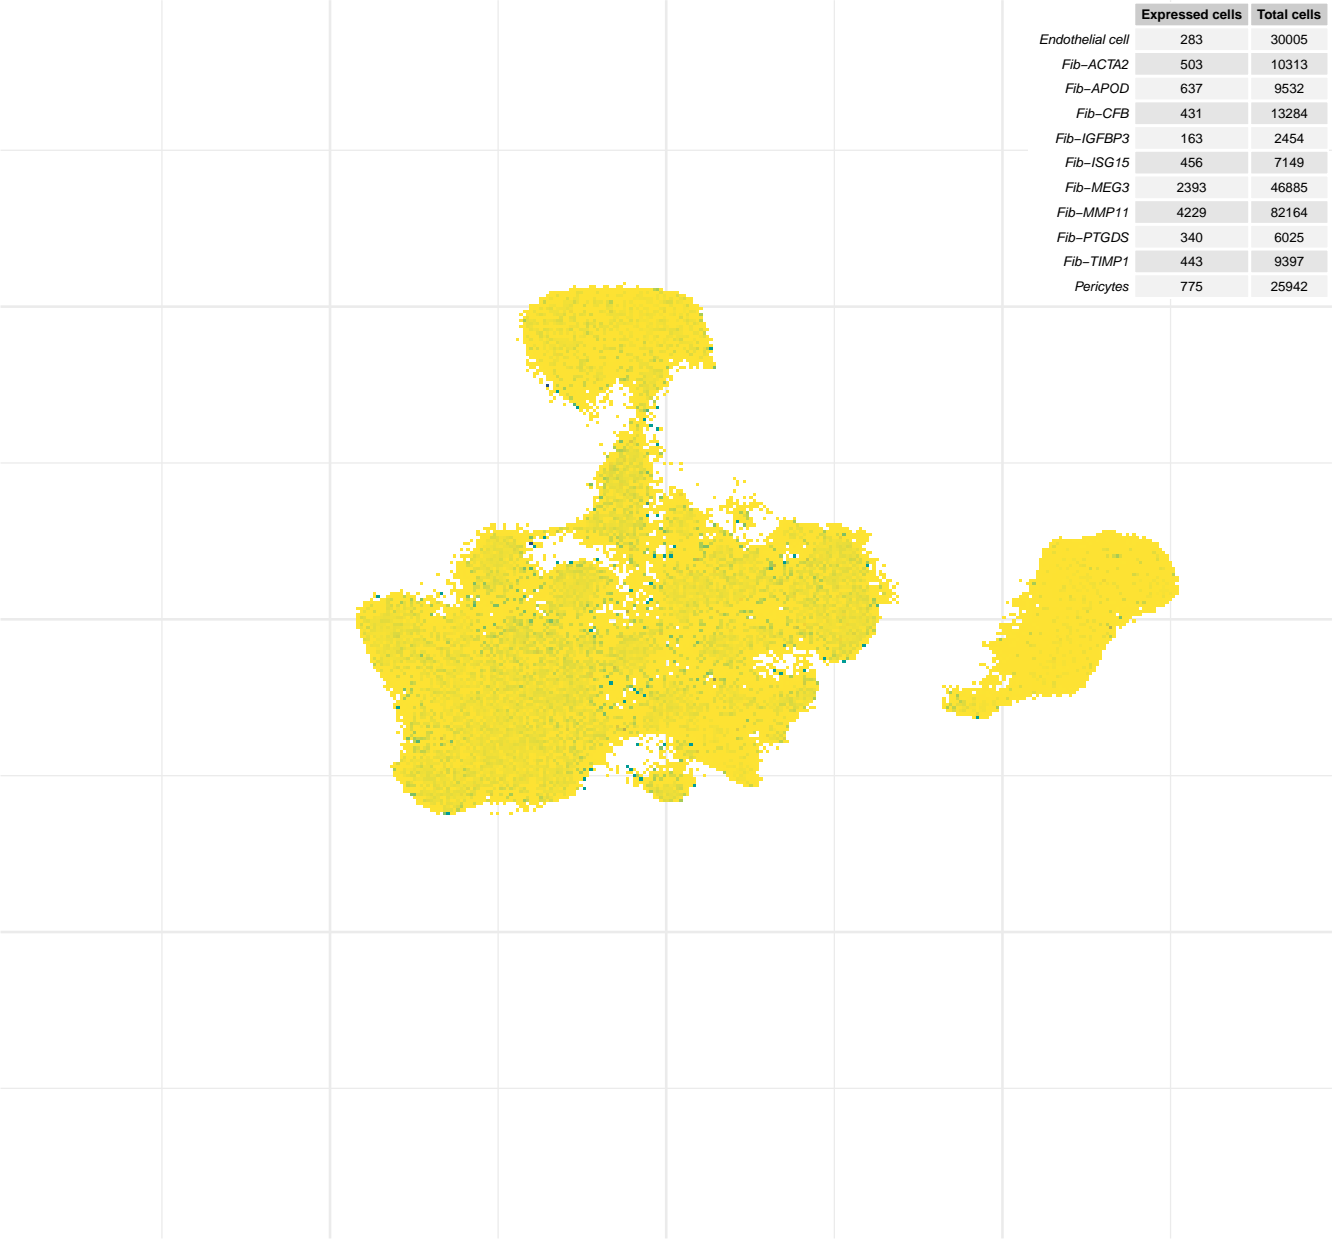 Expressed cells Total cells
Endothelial cell 283 30005
Fib−ACTA2 503 10313
Fib−APOD 637 9532
Fib−CFB 431 13284
Fib−IGFBP3 163 2454
Fib−ISG15 456 7149
Fib−MEG3 2393 46885
Fib−MMP11 4229 82164
Fib−PTGDS 340 6025
Fib−TIMP1 443 9397
Pericytes 775 25942